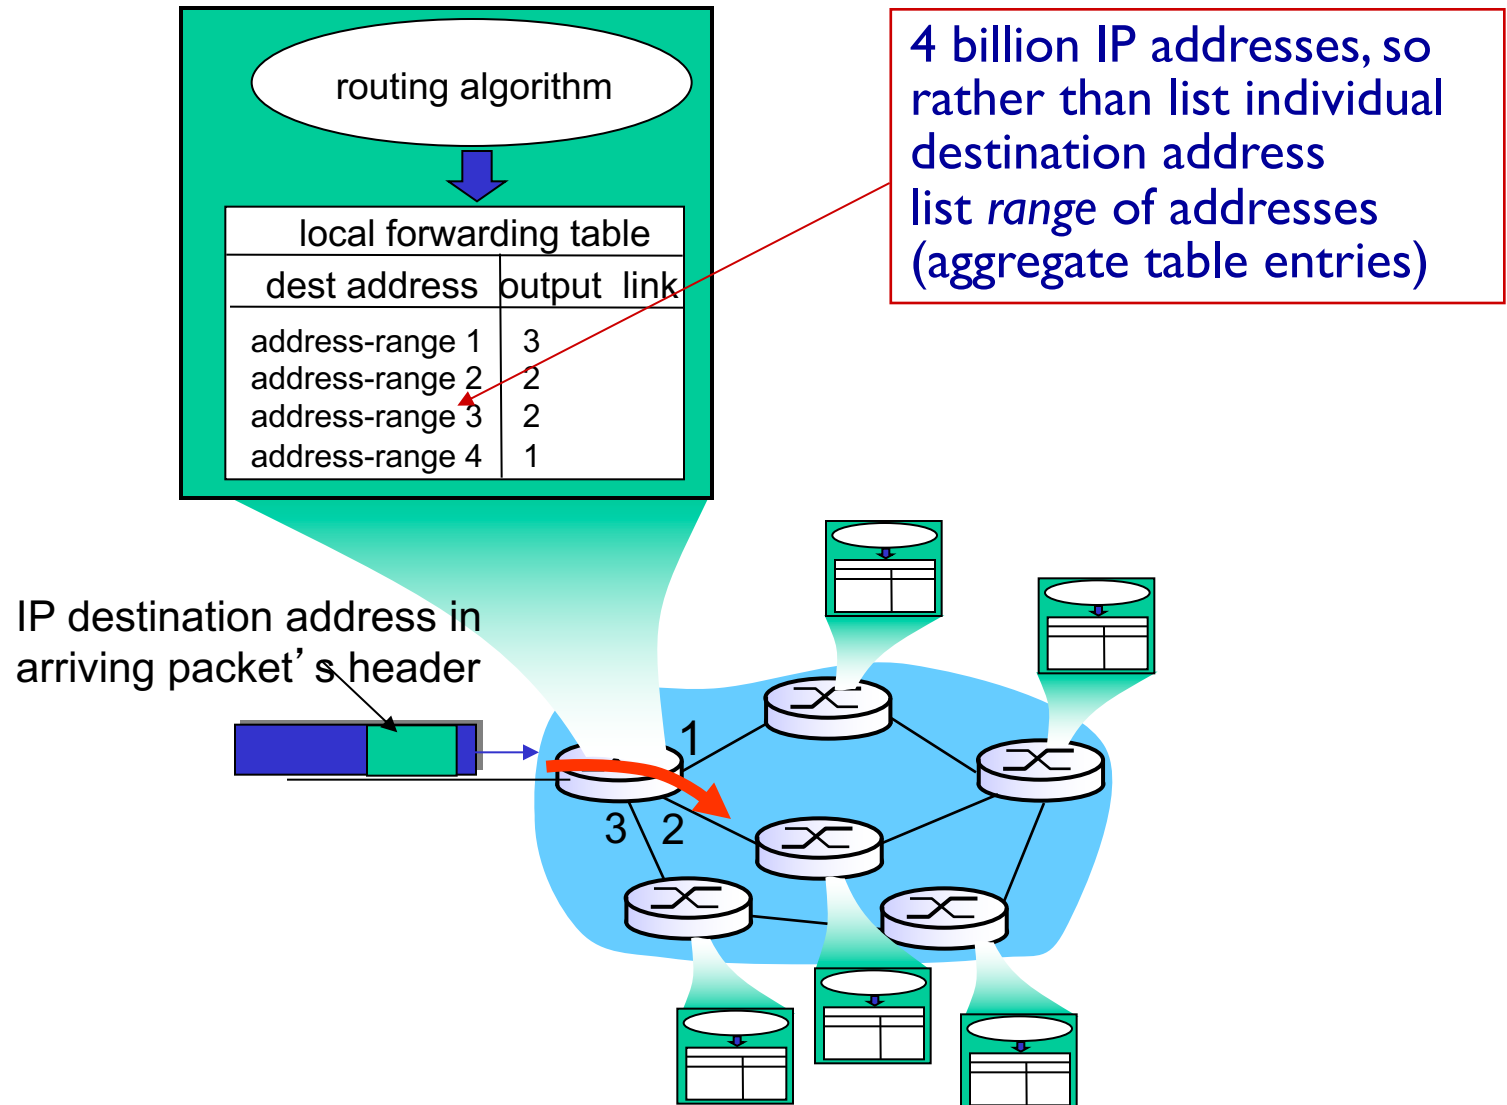 routing algorithm
local forwarding table
dest address output link
address-range 1 3
address-range 2 2
address-range 3 2
address-range 4 1
4 billion IP addresses, so
rather than list individual
destination address
list range of addresses
(aggregate table entries)
IP destination address in
arriving packet’s header
1
3 2